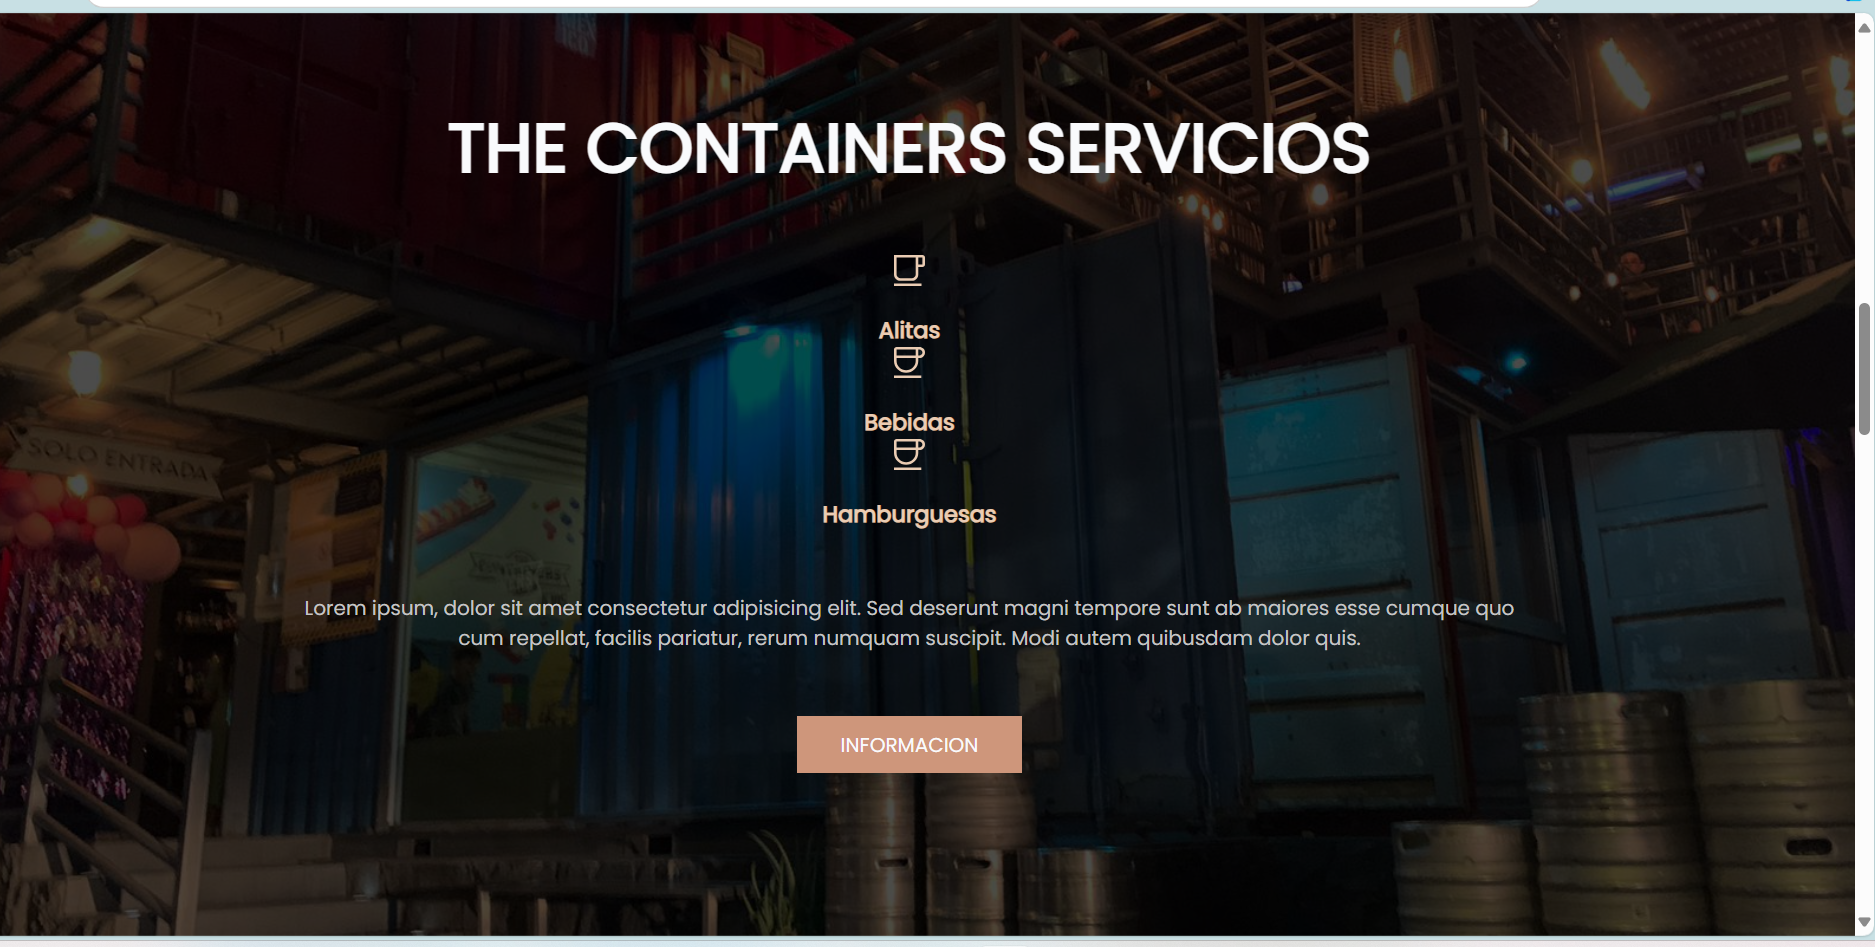 THE CONTAINERS SERVICIOS
Alitas
Bebidas
SOLO ENTRADA
Hamburguesas
Lorem ipsum, dolor sit amet consectetur adipisicing elit. Sed deserunt magni tempore sunt ab maiores esse cumque quo
cum repellat, facilis pariatur, rerum numquam suscipit. Modi autem quibusdam dolor quis.
INFORMACION